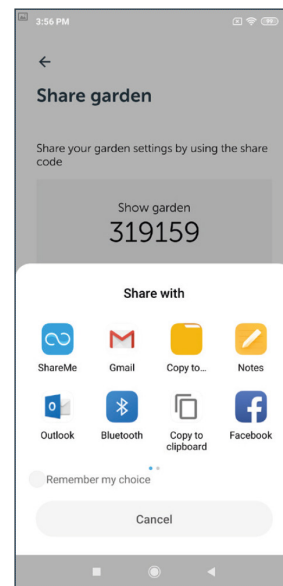 3:56 PM
Share garden
Share your garden settings by using the share
code
Show garden
319159
Share with
ShareMe
Gmail
Copy to...
Notes
Outlook
Bluetooth
Copy to
clipboard
Facebook
Remember my choice
Cancel